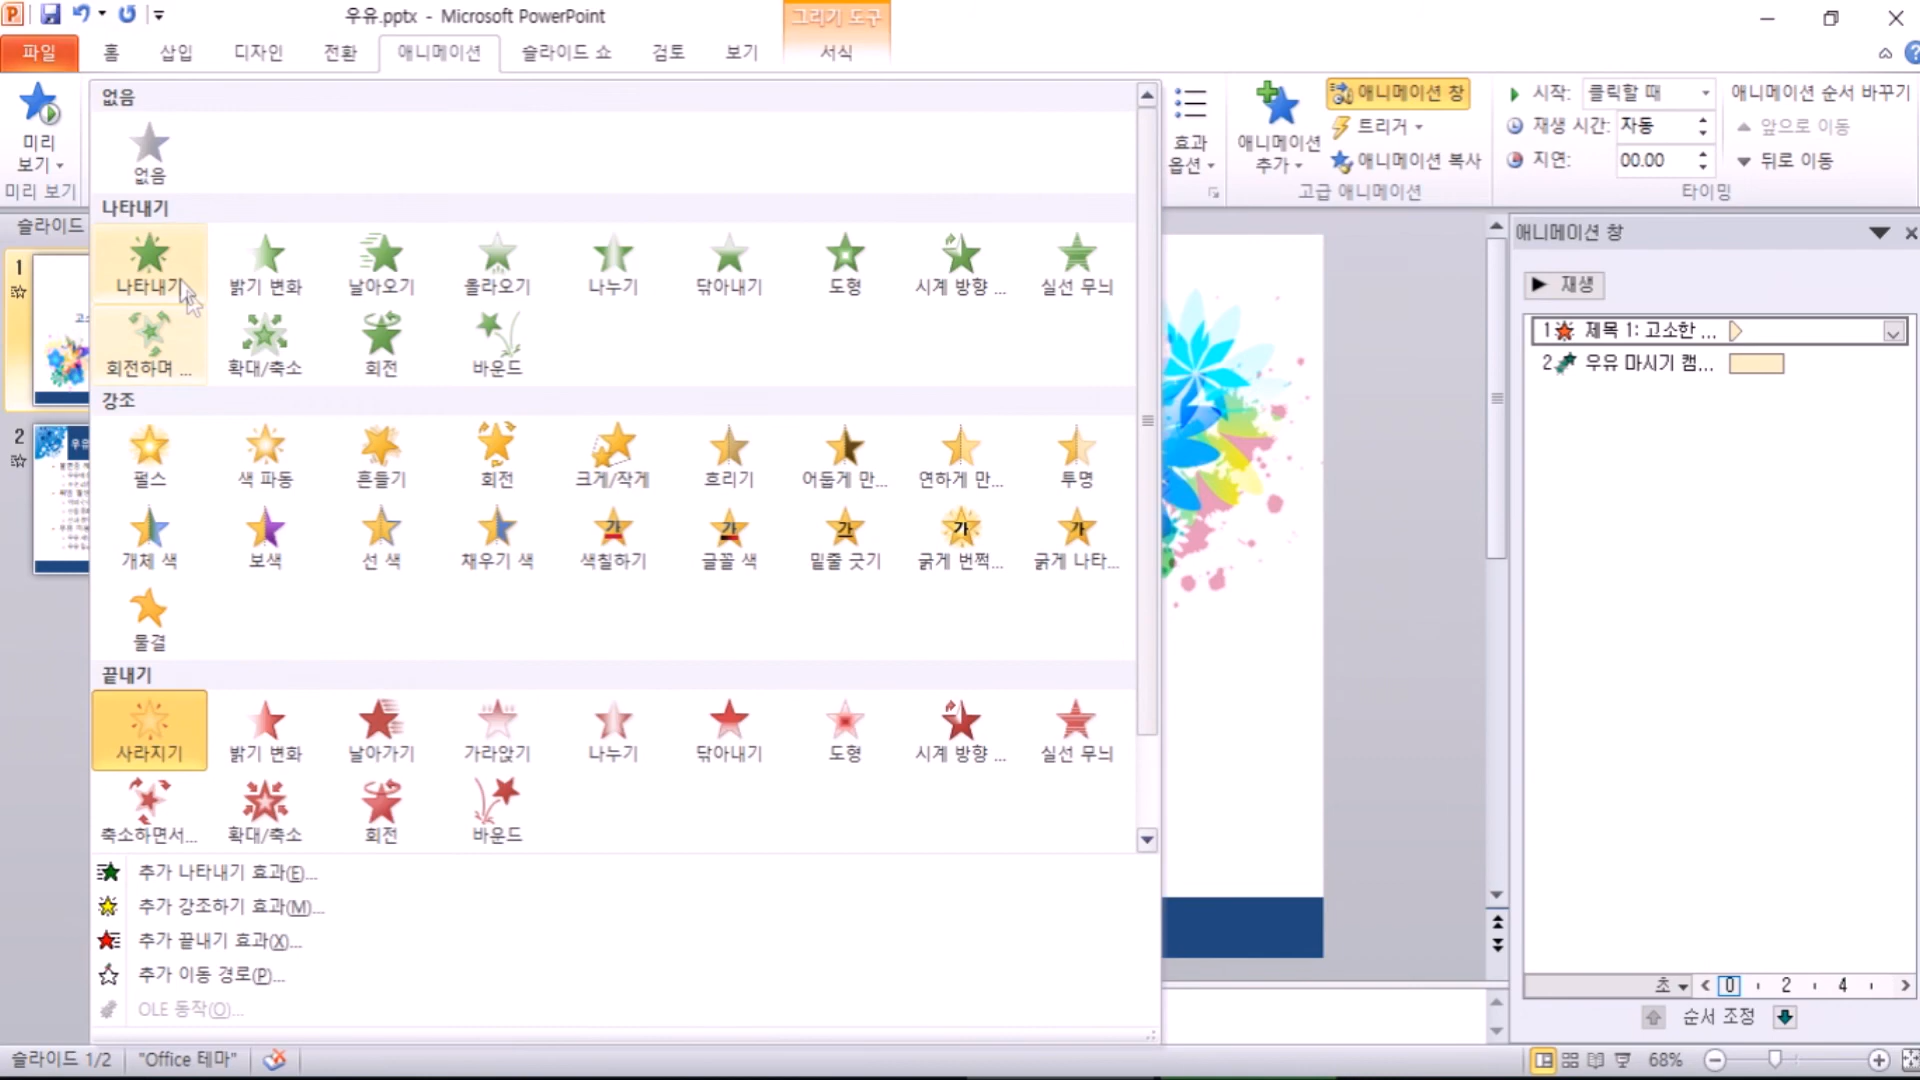 우유.pptx - Microsoft PowerPoint
그리기 도구
파일 홈 삽입 디자인 전환 애니메이션 슬라이드 쇼 검토 보기 서식
미리
보기
미리 보기
효과
옵션
애니메이션
추가
애니메이션 창
트리거
애니메이션 복사
고급 애니메이션
시작: 클릭할 때
재생 시간: 자동
지연: 00.00
애니메이션 순서 바꾸기
앞으로 이동
뒤로 이동
타이밍
없음
없음
나타내기
나타내기 밝기 변화 날아오기 올라오기 나누기 닦아내기 도형 시계 방향 ... 실선 무늬
회전하며 ... 확대/축소 회전 바운드
강조
펄스 색 파동 흔들기 회전 크게/작게 흐리기 어둡게 만... 연하게 만... 투명
개체 색 보색 선 색 채우기 색 색칠하기 글꼴 색 밑줄 긋기 굵게 번쩍... 굵게 나타...
물결
끝내기
사라지기 밝기 변화 날아가기 가라앉기 나누기 닦아내기 도형 시계 방향 ... 실선 무늬
축소하면서... 확대/축소 회전 바운드
추가 나타내기 효과(E)...
추가 강조하기 효과(M)...
추가 끝내기 효과(X)...
추가 이동 경로(P)...
OLE 동작(O)...
슬라이드
1
2
애니메이션 창
재생
1 제목 1: 고소한 ...
2 우유 마시기 캠...
초 0 2 4
순서 조정
슬라이드 1/2 "Office 테마" 68%